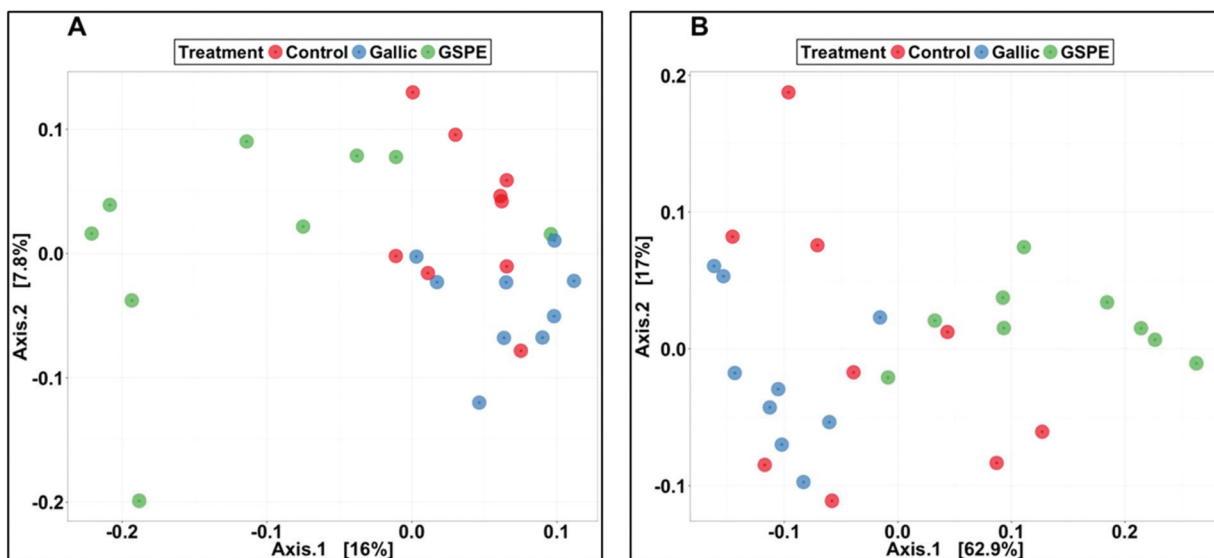 A
Treatment Control Gallic GSPE
0.1
0.0
-0.1
-0.2
Axis.2 [7.8%]
-0.2 -0.1 0.0 0.1
Axis.1 [16%]
B
Treatment Control Gallic GSPE
0.2
0.1
0.0
-0.1
Axis.2 [17%]
-0.1 0.0 0.1 0.2
Axis.1 [62.9%]